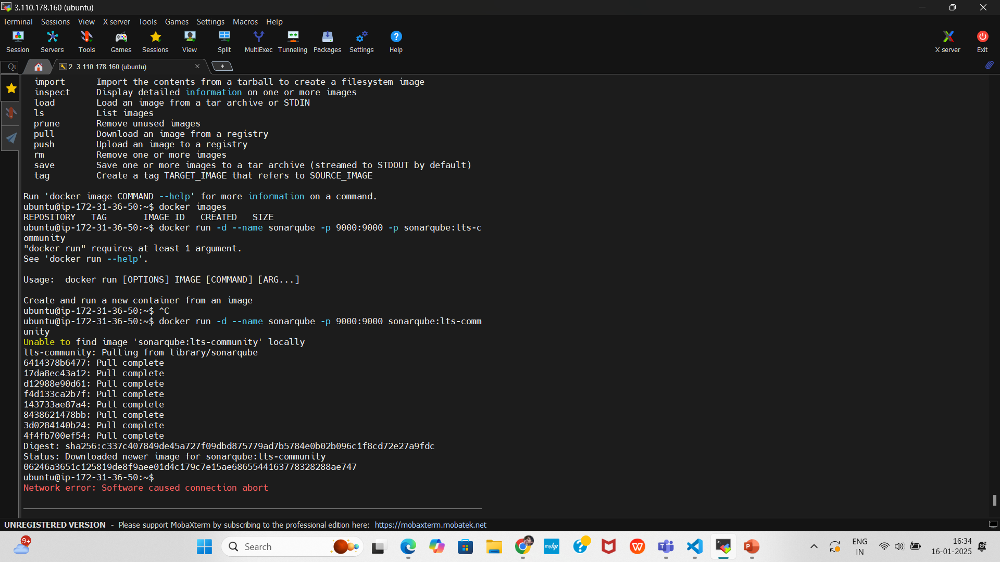 3.110.178.160 (ubuntu)
Terminal Sessions View X server Tools Games Settings Macros Help
Session Servers Tools Games Sessions View Split MultiExec Tunneling Packages Settings Help X server Exit
Qu 2. 3.110.178.160 (ubuntu)
import Import the contents from a tarball to create a filesystem image
inspect Display detailed information on one or more images
load Load an image from a tar archive or STDIN
ls List images
prune Remove unused images
pull Download an image from a registry
push Upload an image to a registry
rm Remove one or more images
save Save one or more images to a tar archive (streamed to STDOUT by default)
tag Create a tag TARGET_IMAGE that refers to SOURCE_IMAGE
Run 'docker image COMMAND --help' for more information on a command.
ubuntu@ip-172-31-36-50:~$ docker images
REPOSITORY TAG IMAGE ID CREATED SIZE
ubuntu@ip-172-31-36-50:~$ docker run -d --name sonarqube -p 9000:9000 -p sonarqube:lts-c
ommunity
"docker run" requires at least 1 argument.
See 'docker run --help'.
Usage: docker run [OPTIONS] IMAGE [COMMAND] [ARG...]
Create and run a new container from an image
ubuntu@ip-172-31-36-50:~$ ^C
ubuntu@ip-172-31-36-50:~$ docker run -d --name sonarqube -p 9000:9000 sonarqube:lts-comm
unity
Unable to find image 'sonarqube:lts-community' locally
lts-community: Pulling from library/sonarqube
6414378b6477: Pull complete
17da8ec43a12: Pull complete
d12988e90d61: Pull complete
f4d133ca2b7f: Pull complete
143733ae87a4: Pull complete
8438621478bb: Pull complete
3d0284140b24: Pull complete
4f4fb700ef54: Pull complete
Digest: sha256:c337c407849de45a727f09dbd875779ad7b5784e0b02b096c1f8cd72e27a9fdc
Status: Downloaded newer image for sonarqube:lts-community
06246a3651c125819de8f9aee01d4c179c7e15ae6865544163778328288ae747
ubuntu@ip-172-31-36-50:~$
Network error: Software caused connection abort
UNREGISTERED VERSION - Please support MobaXterm by subscribing to the professional edition here: https://mobaxterm.mobatek.net
9+ Search myhp ENG 16:34
IN 16-01-2025